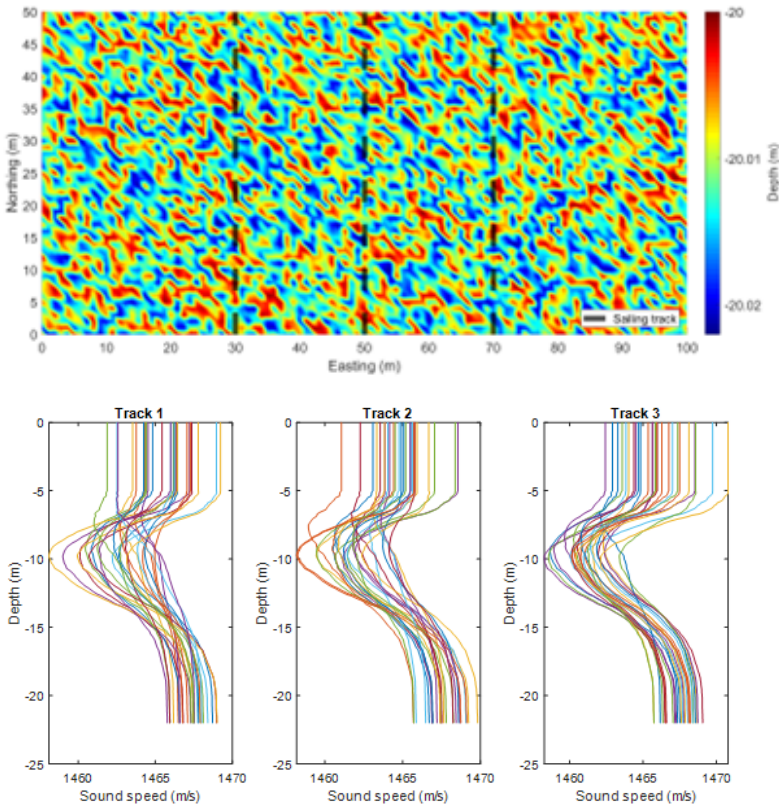 50
45
40
35
30
25
20
15
10
5
0
Northing (m)
0 10 20 30 40 50 60 70 80 90 100
Easting (m)
Sailing track
-20
-20.01
-20.02
Depth (m)
Track 1
0
-5
-10
-15
-20
-25
Depth (m)
1460 1465 1470
Sound speed (m/s)
Track 2
0
-5
-10
-15
-20
-25
Depth (m)
1460 1465 1470
Sound speed (m/s)
Track 3
0
-5
-10
-15
-20
-25
Depth (m)
1460 1465 1470
Sound speed (m/s)